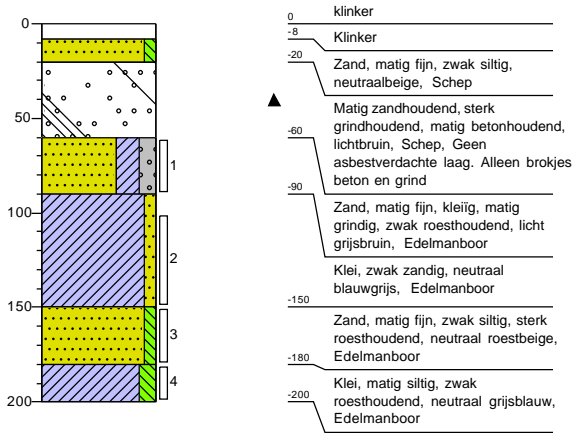 0
50
100
150
200
1
2
3
4
0
klinker
-8
Klinker
-20
Zand, matig fijn, zwak siltig,
neutraalbeige, Schep
Matig zandhoudend, sterk
grindhoudend, matig betonhoudend,
lichtbruin, Schep, Geen
asbestverdachte laag. Alleen brokjes
beton en grind
-60
-90
Zand, matig fijn, kleiïg, matig
grindig, zwak roesthoudend, licht
grijsbruin, Edelmanboor
Klei, zwak zandig, neutraal
blauwgrijs, Edelmanboor
-150
Zand, matig fijn, zwak siltig, sterk
roesthoudend, neutraal roestbeige,
Edelmanboor
-180
Klei, matig siltig, zwak
roesthoudend, neutraal grijsblauw,
Edelmanboor
-200